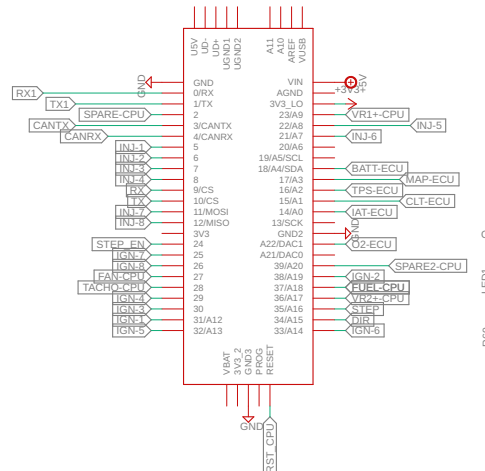 U5V
UD-
UD+
UGND1
UGND2
A11
A10
AREF
VUSB
GND GND VIN +5V
RX1 0/RX AGND +3V3
TX1 1/TX 3V3_LO
SPARE-CPU 2 23/A9 VR1+-CPU
CANTX 3/CANTX 22/A8 INJ-5
CANRX 4/CANRX 21/A7 INJ-6
INJ-1 5 20/A6
INJ-2 6 19/A5/SCL
INJ-3 7 18/A4/SDA BATT-ECU
INJ-4 8 17/A3 MAP-ECU
RX 9/CS 16/A2 TPS-ECU
TX 10/CS 15/A1 CLT-ECU
INJ-7 11/MOSI 14/A0 IAT-ECU
INJ-8 12/MISO 13/SCK
3V3 GND2 GND
STEP_EN 24 A22/DAC1 O2-ECU
IGN-7 25 A21/DAC0
IGN-8 26 39/A20 SPARE2-CPU
FAN-CPU 27 38/A19 IGN-2
TACHO-CPU 28 37/A18 FUEL-CPU
IGN-4 29 36/A17 VR2+-CPU
IGN-3 30 35/A16 STEP
IGN-1 31/A12 34/A15 DIR
IGN-5 32/A13 33/A14 IGN-6
VBAT
3V3_2
GND3
PROG
RESET
GND
RST_CPU